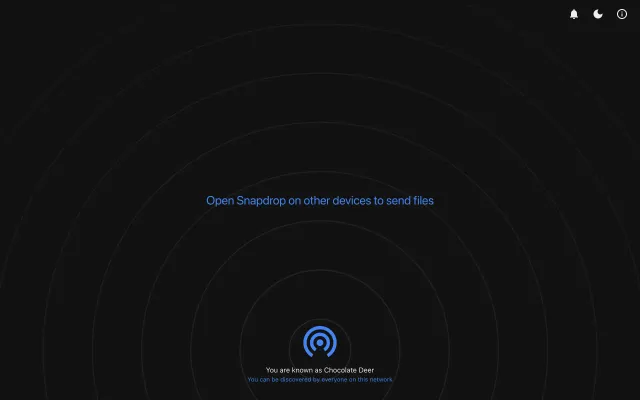 Open Snapdrop on other devices to send files
You are known as Chocolate Deer
You can be discovered by everyone on this network